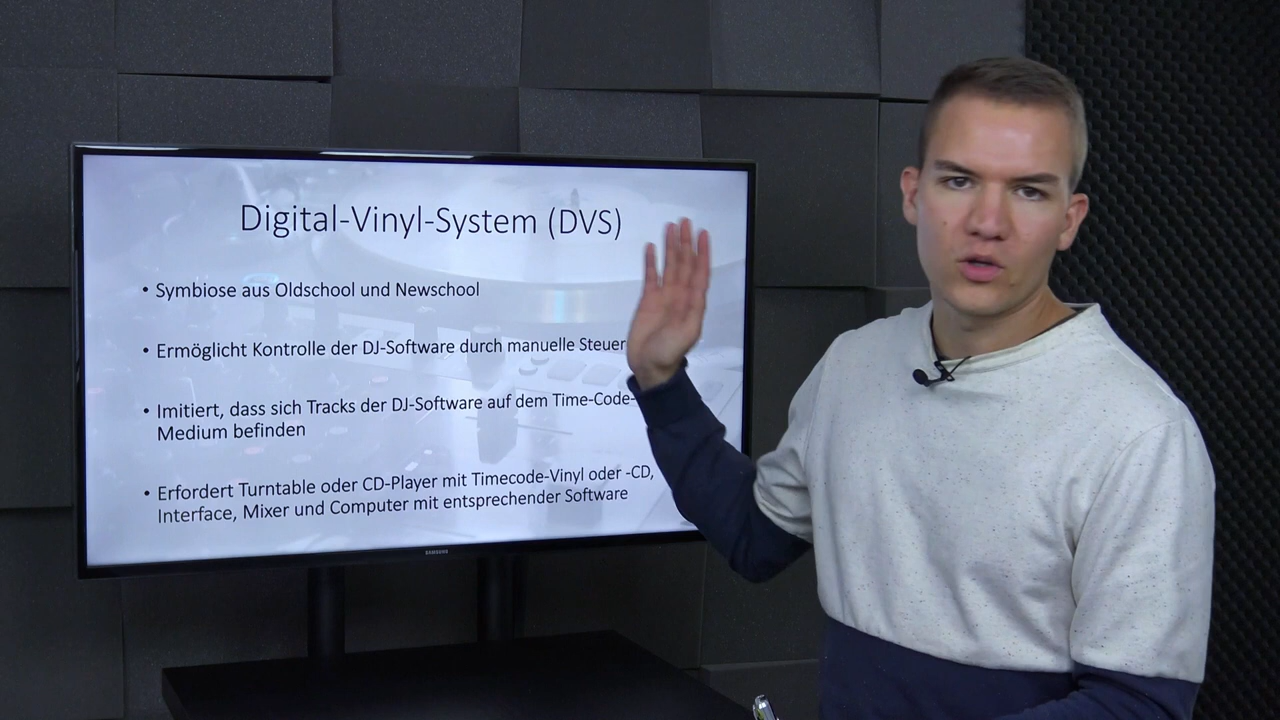 Digital-Vinyl-System (DVS)
• Symbiose aus Oldschool und Newschool
• Ermöglicht Kontrolle der DJ-Software durch manuelle Steuer
• Imitiert, dass sich Tracks der DJ-Software auf dem Time-Code-
Medium befinden
• Erfordert Turntable oder CD-Player mit Timecode-Vinyl oder -CD,
Interface, Mixer und Computer mit entsprechender Software
SAMSUNG